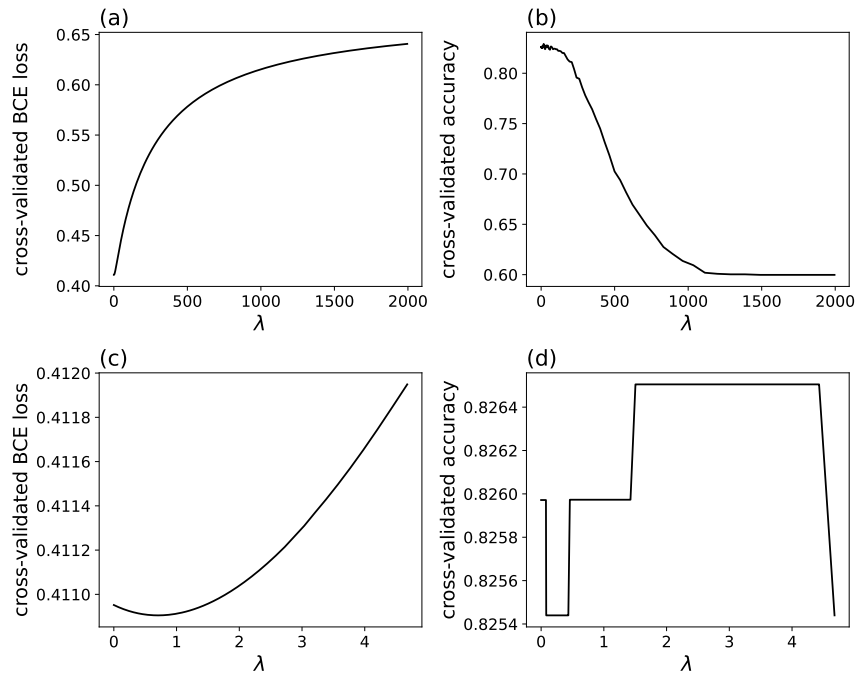 (a)
cross-validated BCE loss
0.65
0.60
0.55
0.50
0.45
0.40
0 500 1000 1500 2000
λ
(b)
cross-validated accuracy
0.80
0.75
0.70
0.65
0.60
0 500 1000 1500 2000
λ
(c)
cross-validated BCE loss
0.4120
0.4118
0.4116
0.4114
0.4112
0.4110
0 1 2 3 4
λ
(d)
cross-validated accuracy
0.8264
0.8262
0.8260
0.8258
0.8256
0.8254
0 1 2 3 4
λ